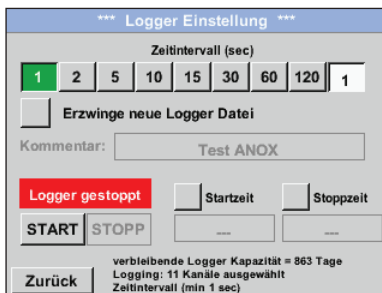 *** Logger Einstellung ***
Zeitintervall (sec)
1 2 5 10 15 30 60 120 1
Erzwinge neue Logger Datei
Kommentar: Test ANOX
Logger gestoppt Startzeit Stoppzeit
START STOPP --- ---
verbleibende Logger Kapazität = 863 Tage
Logging: 11 Kanäle ausgewählt
Zurück Zeitintervall (min 1 sec)